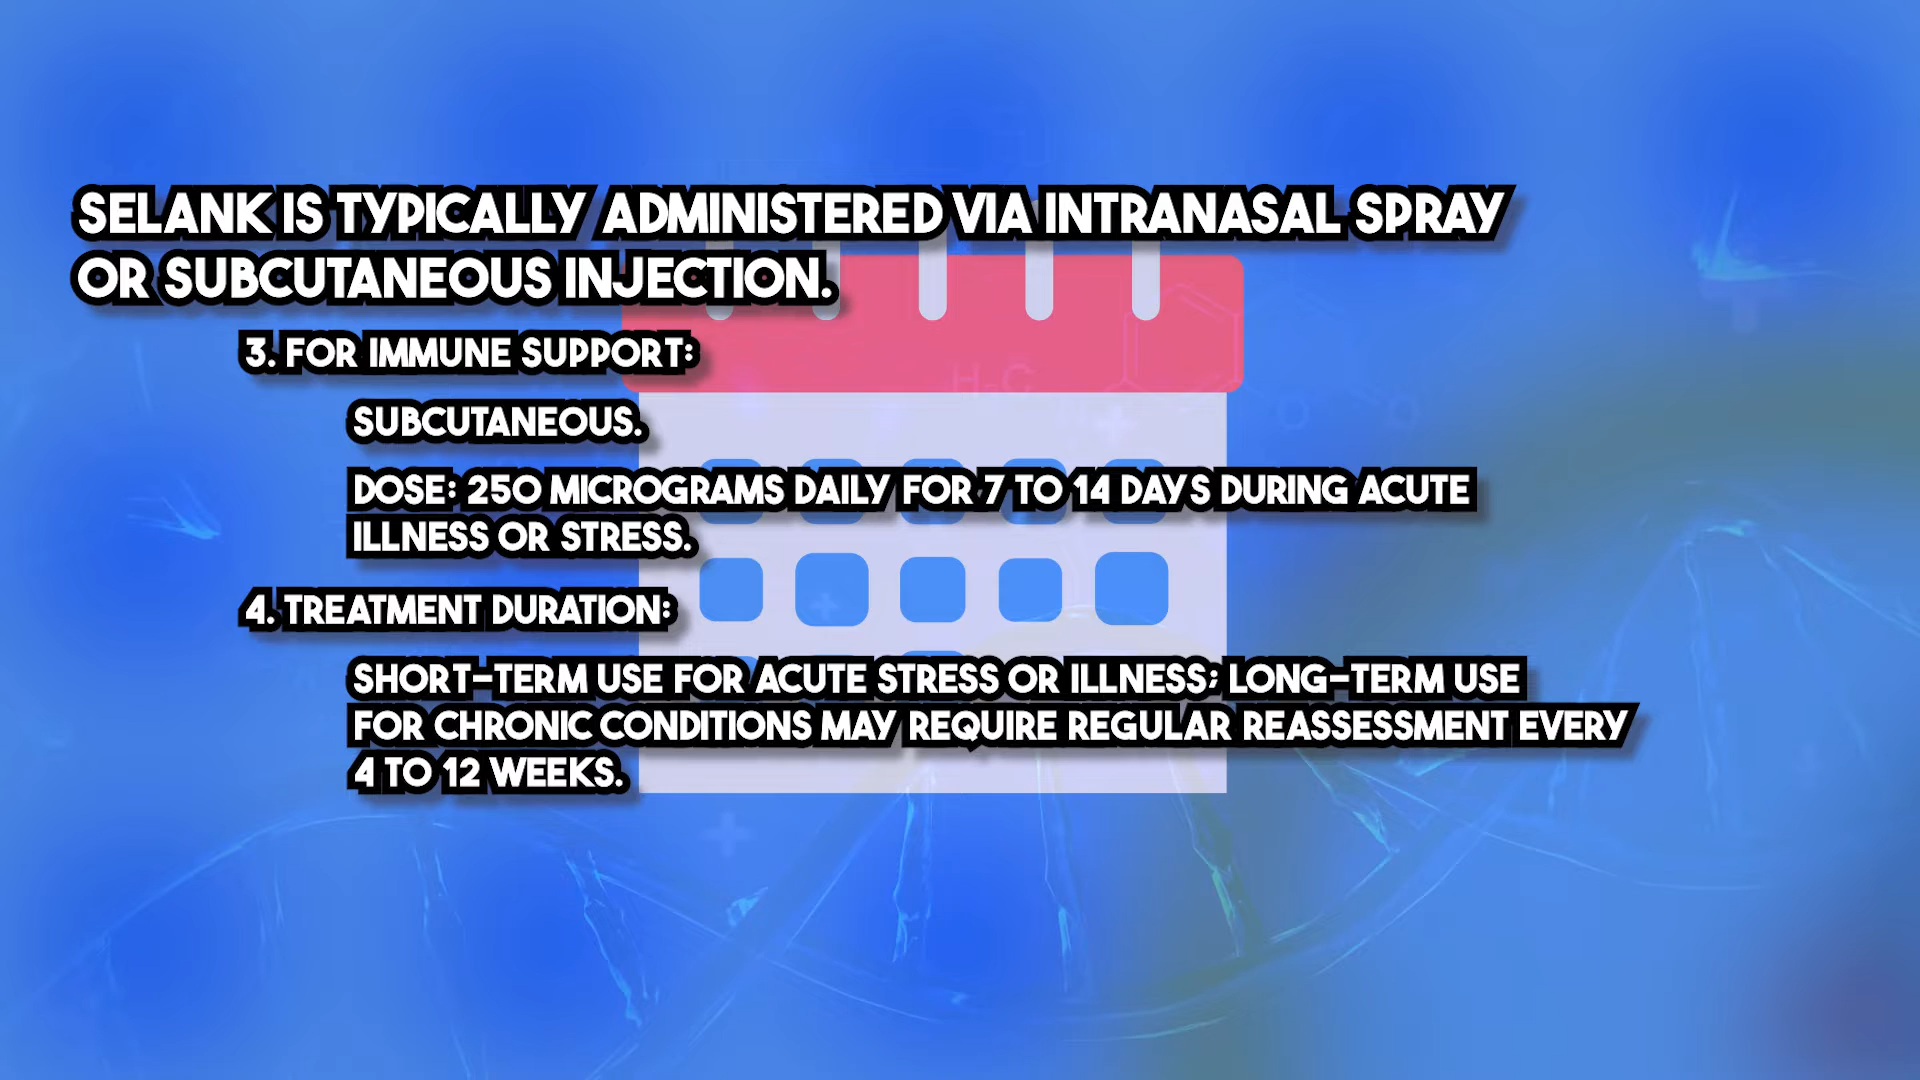 SELANK IS TYPICALLY ADMINISTERED VIA INTRANASAL SPRAY
OR SUBCUTANEOUS INJECTION.
3. FOR IMMUNE SUPPORT:
SUBCUTANEOUS.
DOSE: 250 MICROGRAMS DAILY FOR 7 TO 14 DAYS DURING ACUTE
ILLNESS OR STRESS.
4. TREATMENT DURATION:
SHORT-TERM USE FOR ACUTE STRESS OR ILLNESS; LONG-TERM USE
FOR CHRONIC CONDITIONS MAY REQUIRE REGULAR REASSESSMENT EVERY
4 TO 12 WEEKS.